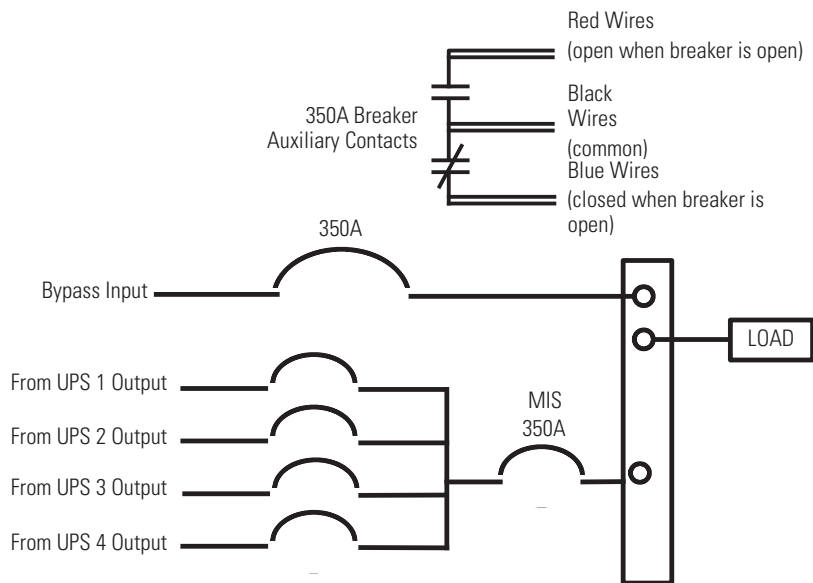 Red Wires
(open when breaker is open)
350A Breaker
Auxiliary Contacts
Black
Wires
(common)
Blue Wires
(closed when breaker is
open)
350A
Bypass Input
LOAD
From UPS 1 Output
From UPS 2 Output
From UPS 3 Output
From UPS 4 Output
MIS
350A